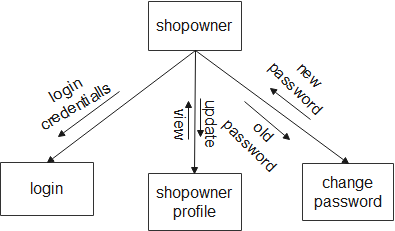 shopowner
login
credentialls
view
update
old
password
new
password
login
shopowner
profile
change
password